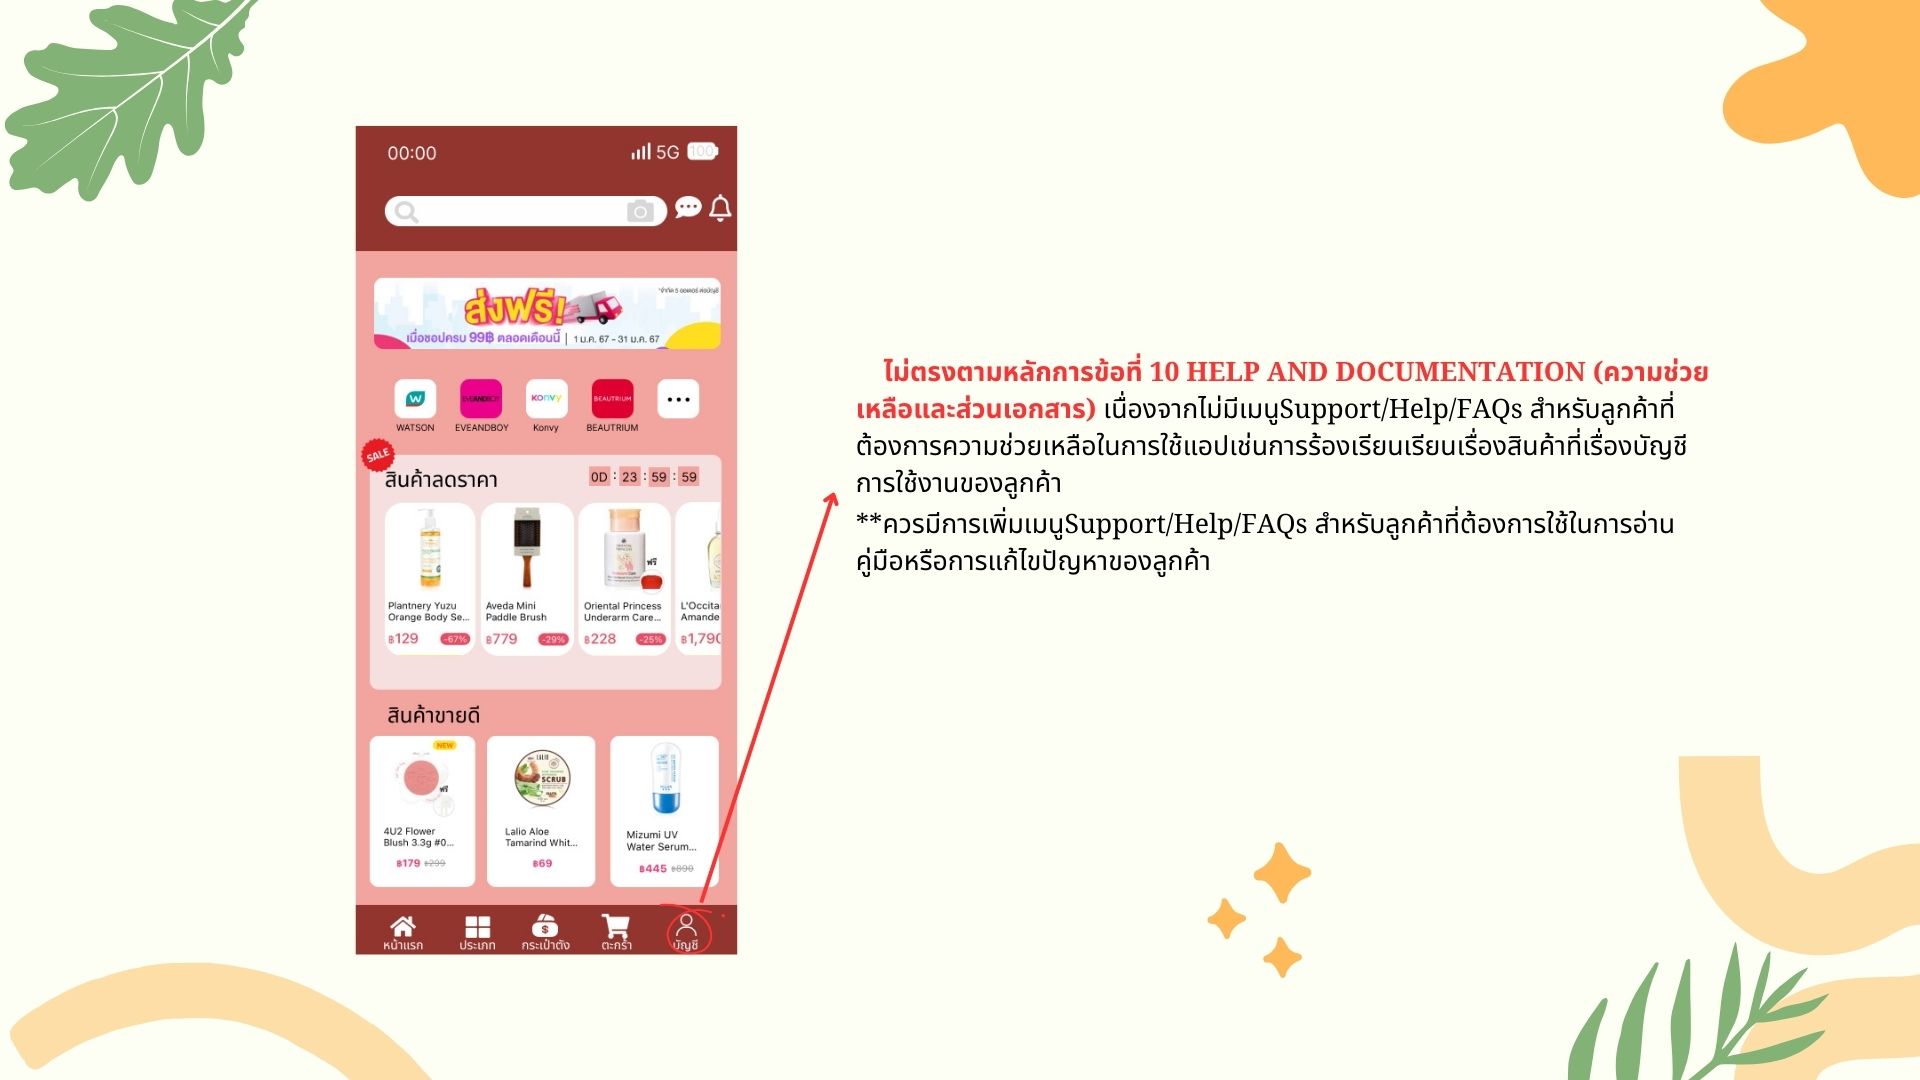 00:00
5G 100
ส่งฟรี!
*จำกัด 5 ออเดอร์ ต่อบัญชี
เมื่อชอปครบ 99฿ ตลอดเดือนนี้ | 1 ม.ค. 67 - 31 ม.ค. 67
EVEANDBOY KONVY BEAUTRIUM
WATSON EVEANDBOY Konvy BEAUTRIUM
SALE
สินค้าลดราคา 0D : 23 : 59 : 59
ฟรี
Plantnery Yuzu Aveda Mini Oriental Princess L'Occita
Orange Body Se... Paddle Brush Underarm Care... Amande
฿129 -67% ฿779 -29% ฿228 -25% ฿1,790
สินค้าขายดี
NEW
SCRUB
ฟรี
4U2 Flower Lalio Aloe Mizumi UV
Blush 3.3g #0... Tamarind Whit... Water Serum...
฿179 ฿299 ฿69 ฿445 ฿890
หน้าแรก ประเภท กระเป๋าตัง ตะกร้า บัญชี
ไม่ตรงตามหลักการข้อที่ 10 HELP AND DOCUMENTATION (ความช่วย
เหลือและส่วนเอกสาร) เนื่องจากไม่มีเมนูSupport/Help/FAQs สำหรับลูกค้าที่
ต้องการความช่วยเหลือในการใช้แอปเช่นการร้องเรียนเรียนเรื่องสินค้าที่เรื่องบัญชี
การใช้งานของลูกค้า
**ควรมีการเพิ่มเมนูSupport/Help/FAQs สำหรับลูกค้าที่ต้องการใช้ในการอ่าน
คู่มือหรือการแก้ไขปัญหาของลูกค้า